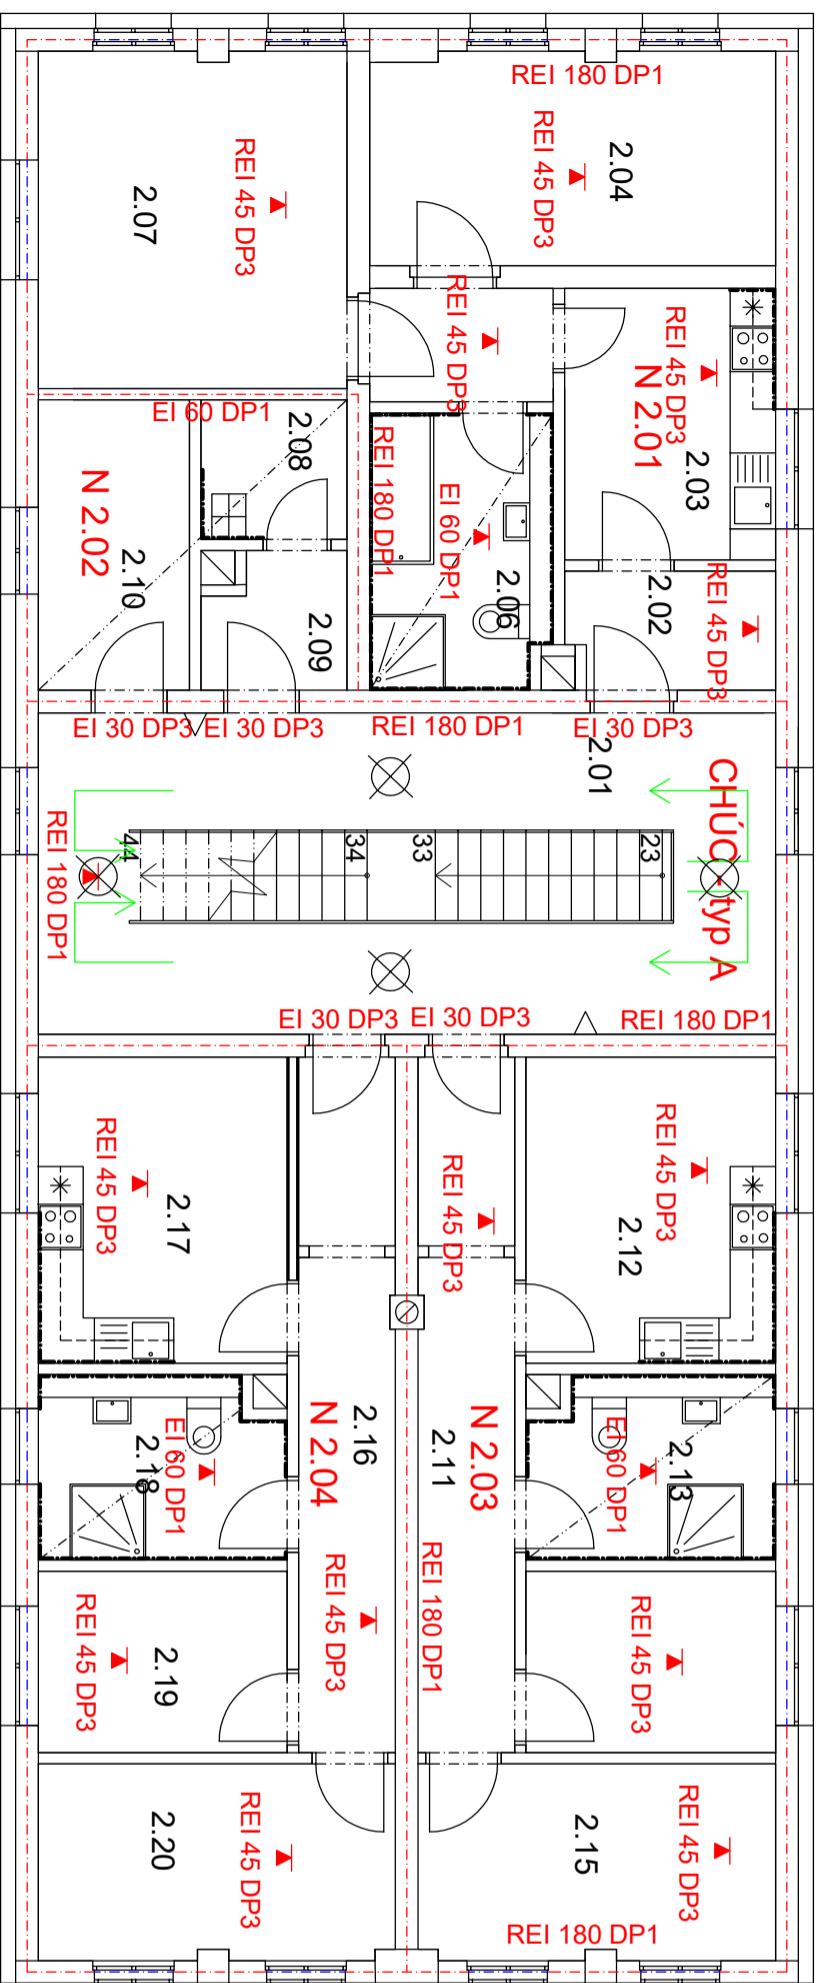 REI 180 DP1
REI 45 DP3
2.04
REI 45 DP3
2.07
REI 45 DP3
REI 45 DP3
N 2.01
2.03
EI 60 DP1
2.08
REI 180 DP1
EI 60 DP1
2.06
N 2.02
2.10
2.09
2.02
REI 45 DP3
EI 30 DP3
EI 30 DP3
REI 180 DP1
EI 30 DP3
2.01
CHÚC - typ A
44
34
33
23
REI 180 DP1
EI 30 DP3
EI 30 DP3
REI 180 DP1
REI 45 DP3
2.17
REI 45 DP3
REI 45 DP3
2.12
N 2.04
2.16
2.11
N 2.03
EI 60 DP1
2.18
EI 60 DP1
2.13
REI 180 DP1
REI 45 DP3
REI 45 DP3
2.19
REI 45 DP3
2.20
REI 45 DP3
2.15
REI 45 DP3
REI 180 DP1